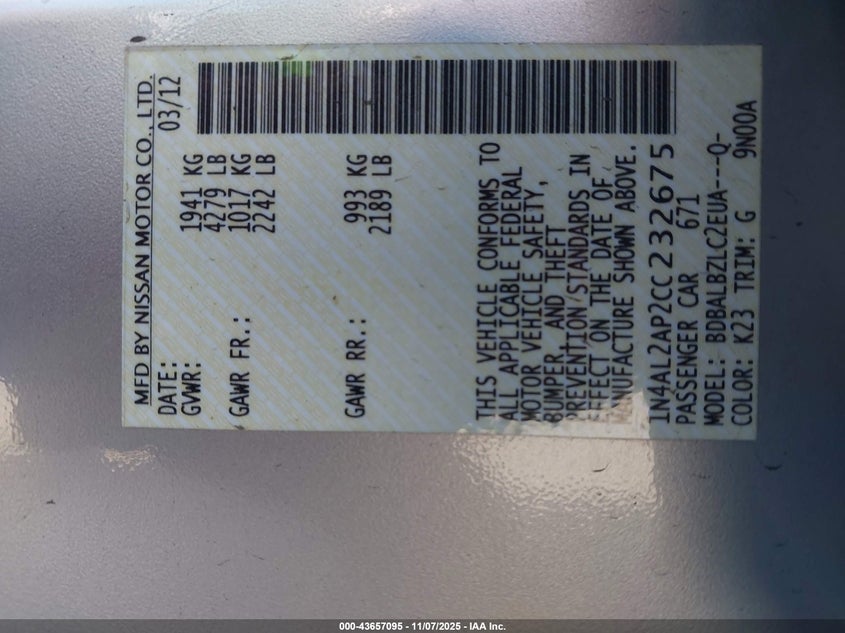 MFD BY NISSAN MOTOR CO., LTD.
DATE: 03/12
GVWR: 1941 KG
4279 LB
GAWR FR.: 1017 KG
2242 LB
GAWR RR.: 993 KG
2189 LB
THIS VEHICLE CONFORMS TO
ALL APPLICABLE FEDERAL
MOTOR VEHICLE SAFETY,
BUMPER, AND THEFT
PREVENTION STANDARDS IN
EFFECT ON THE DATE OF
MANUFACTURE SHOWN ABOVE.
1N4AL2AP2CC232675
PASSENGER CAR 671
MODEL: BDBALBZLC2EUA---Q-
COLOR: K23 TRIM: G 9N00A
000-43657095 - 11/07/2025 - IAA Inc.